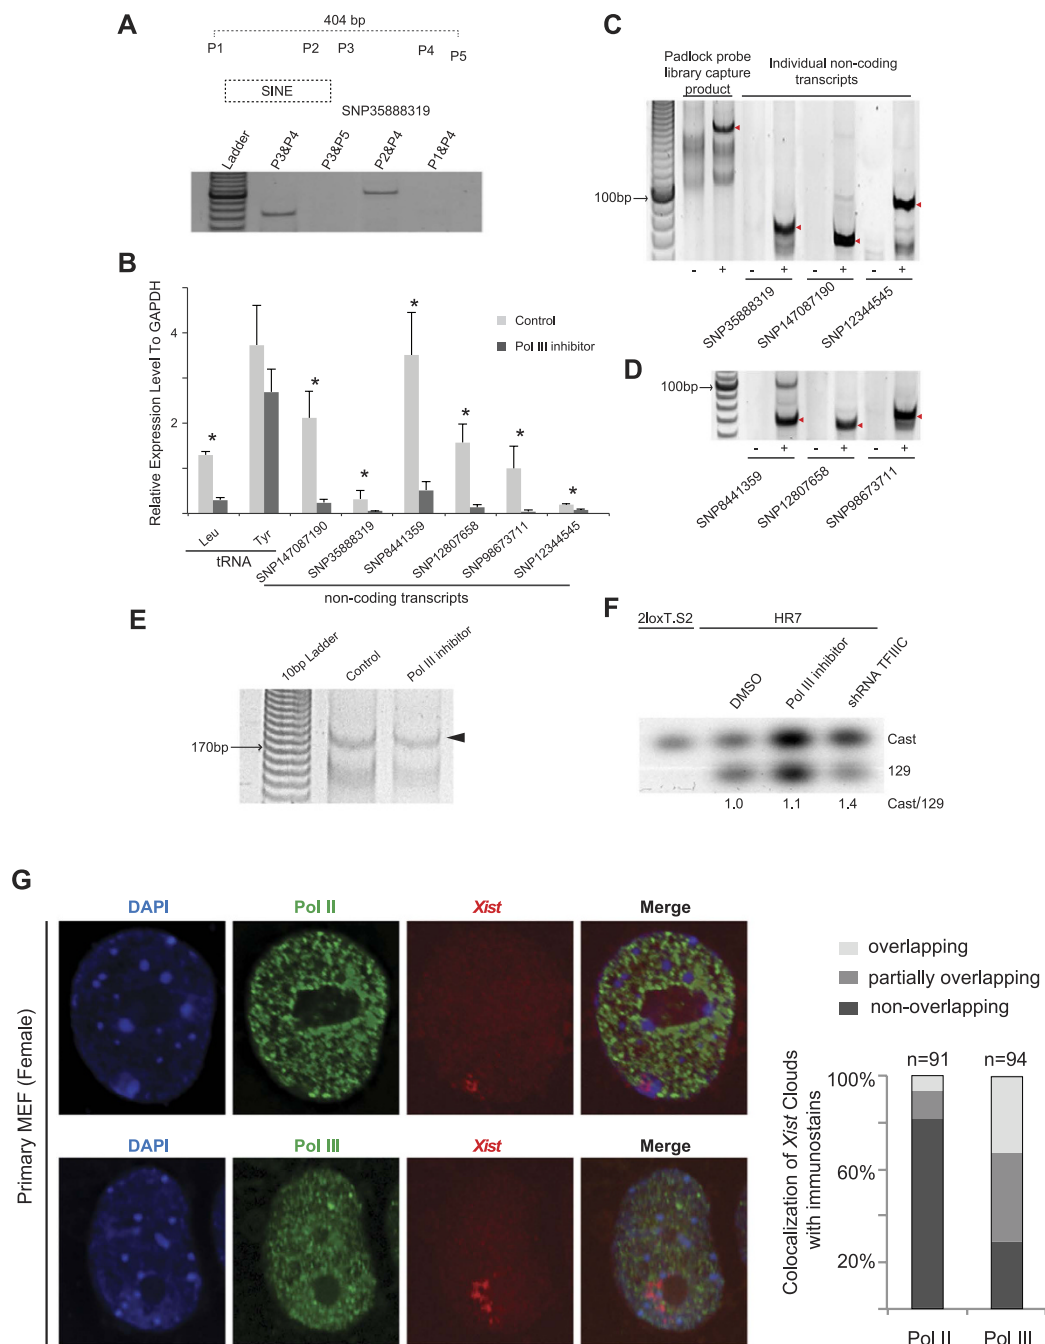 A
404 bp
P1
P2
P3
P4
P5
SINE
SNP35888319
Ladder
P3&P4
P3&P5
P2&P4
P1&P4
B
Relative Expression Level To GAPDH
4
2
Control
Pol III inhibitor
*
*
*
*
*
*
*
Leu
Tyr
SNP147087190
SNP35888319
SNP8441359
SNP12807658
SNP98673711
SNP12344545
tRNA
non-coding transcripts
C
Padlock probe
library capture
product
Individual non-coding
transcripts
100bp
- +
- +
- +
- +
SNP35888319
SNP147087190
SNP12344545
D
100bp
- +
- +
- +
SNP8441359
SNP12807658
SNP98673711
E
10bp Ladder
Control
Pol III inhibitor
170bp
F
2loxT.S2
HR7
DMSO
Pol III inhibitor
shRNA TFIIIC
Cast
129
1.0 1.1 1.4 Cast/129
G
Primary MEF (Female)
DAPI
Pol II
Xist
Merge
DAPI
Pol III
Xist
Merge
overlapping
partially overlapping
non-overlapping
n=91 n=94
Colocalization of Xist Clouds
with immunostains
100%
60%
20%
Pol II Pol III